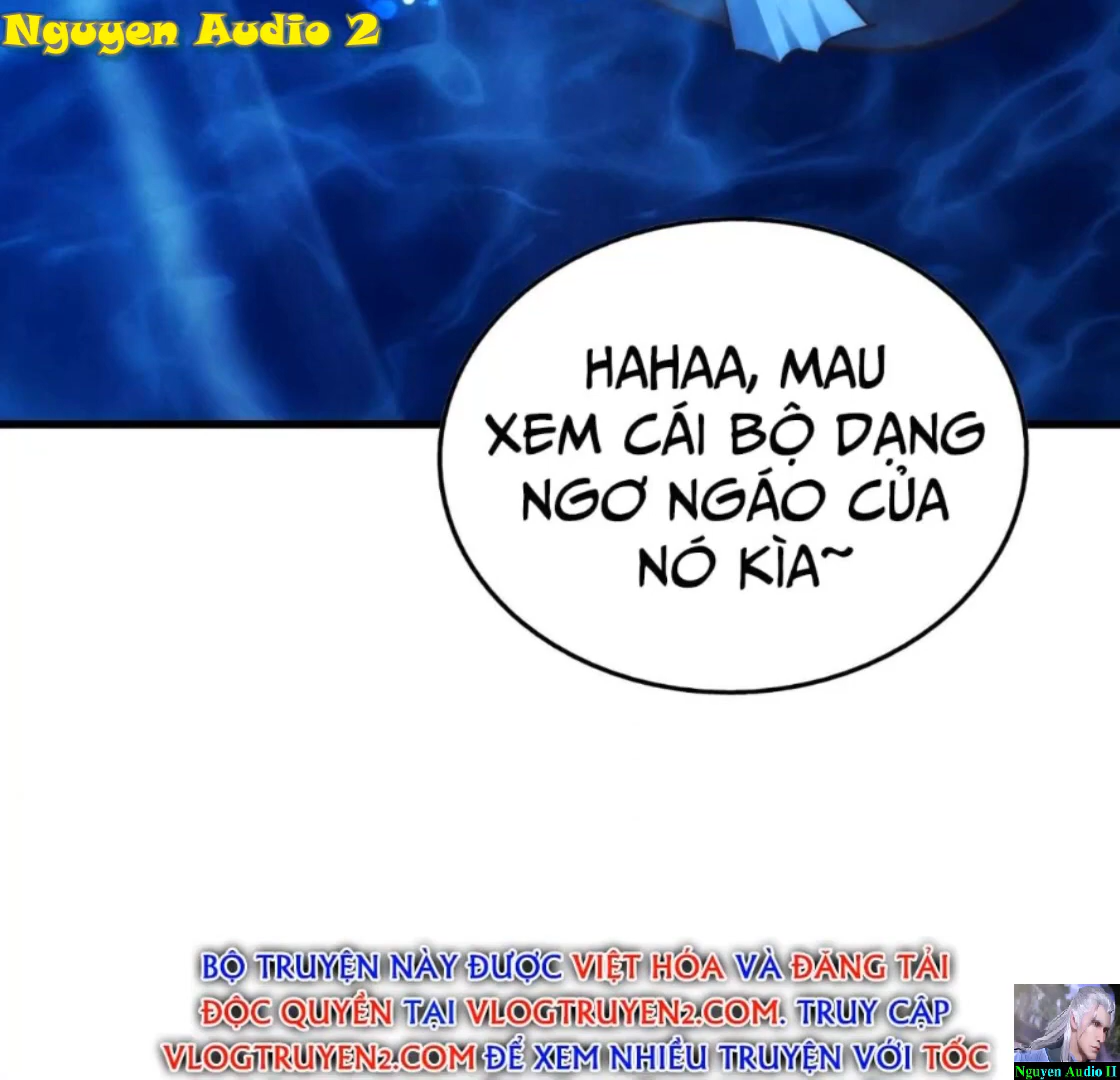 Nguyen Audio 2
HAHAA, MAU
XEM CÁI BỘ DẠNG
NGƠ NGÁO CỦA
NÓ KÌA~
BỘ TRUYỆN NÀY ĐƯỢC VIỆT HÓA VÀ ĐĂNG TẢI
ĐỘC QUYỀN TẠI VLOGTRUYEN2.COM. TRUY CẬP
VLOGTRUYEN2.COM ĐỂ XEM NHIỀU TRUYỆN VỚI TỐC
Nguyen Audio II